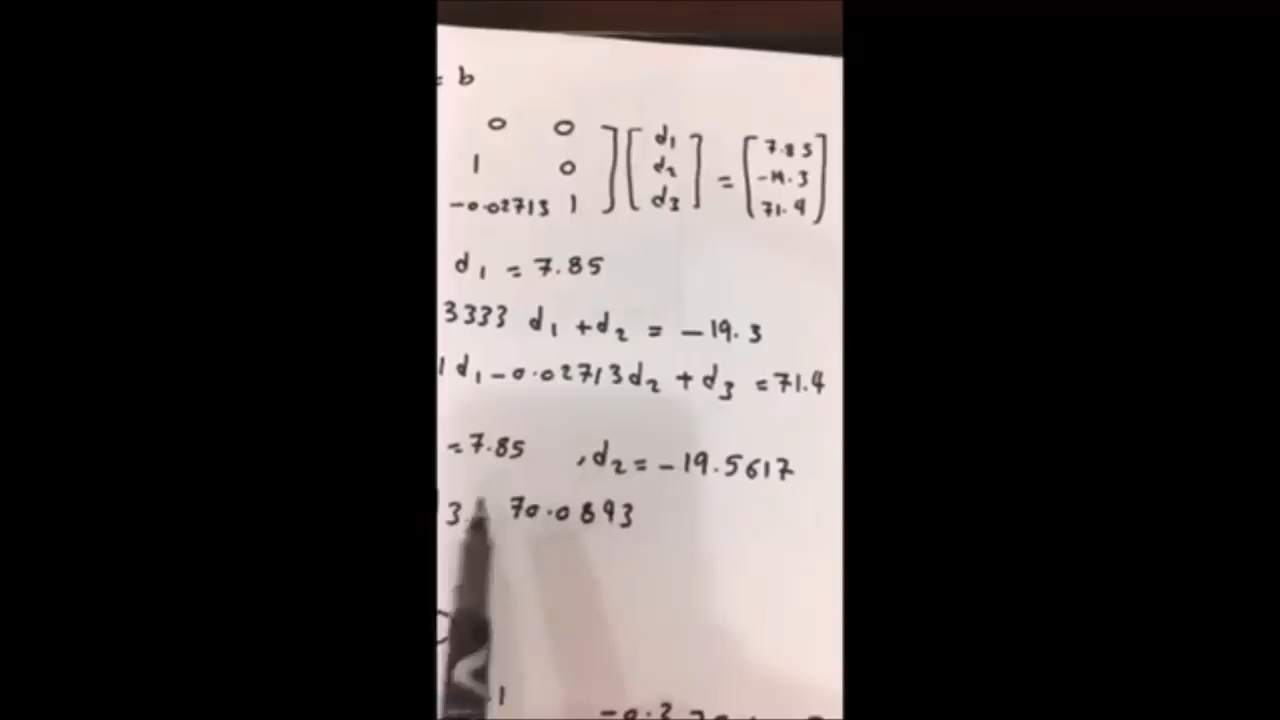 = b
0 0 ] [ d1 ] = [ 7.85 ]
1 0 d2 -19.3
-0.02713 1 d3 71.4
d1 = 7.85
3333 d1 + d2 = -19.3
1 d1 - 0.02713 d2 + d3 = 71.4
= 7.85 , d2 = -19.5617
3 70.0893
1